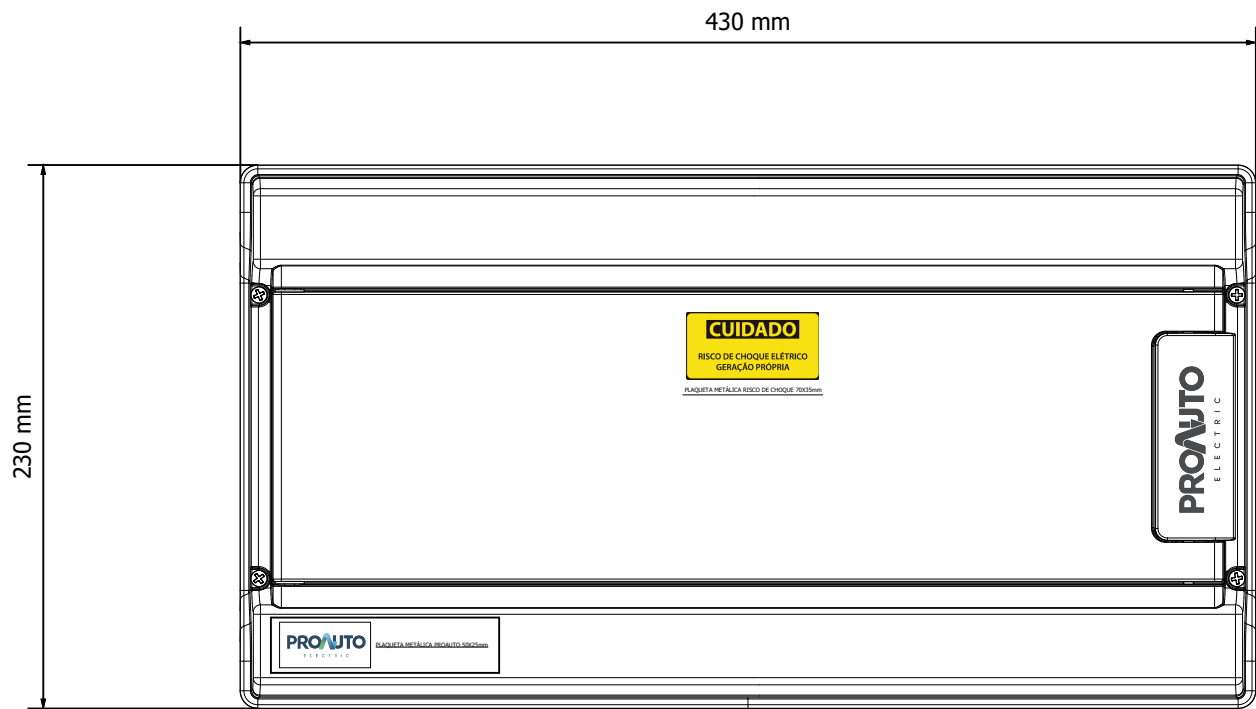 430 mm
230 mm
CUIDADO
RISCO DE CHOQUE ELÉTRICO
GERAÇÃO PRÓPRIA
PLAQUETA METÁLICA RISCO DE CHOQUE 70X35mm
PROAUTO
ELECTRIC
PROAUTO
ELECTRIC
PLAQUETA METÁLICA PROAUTO 50X25mm